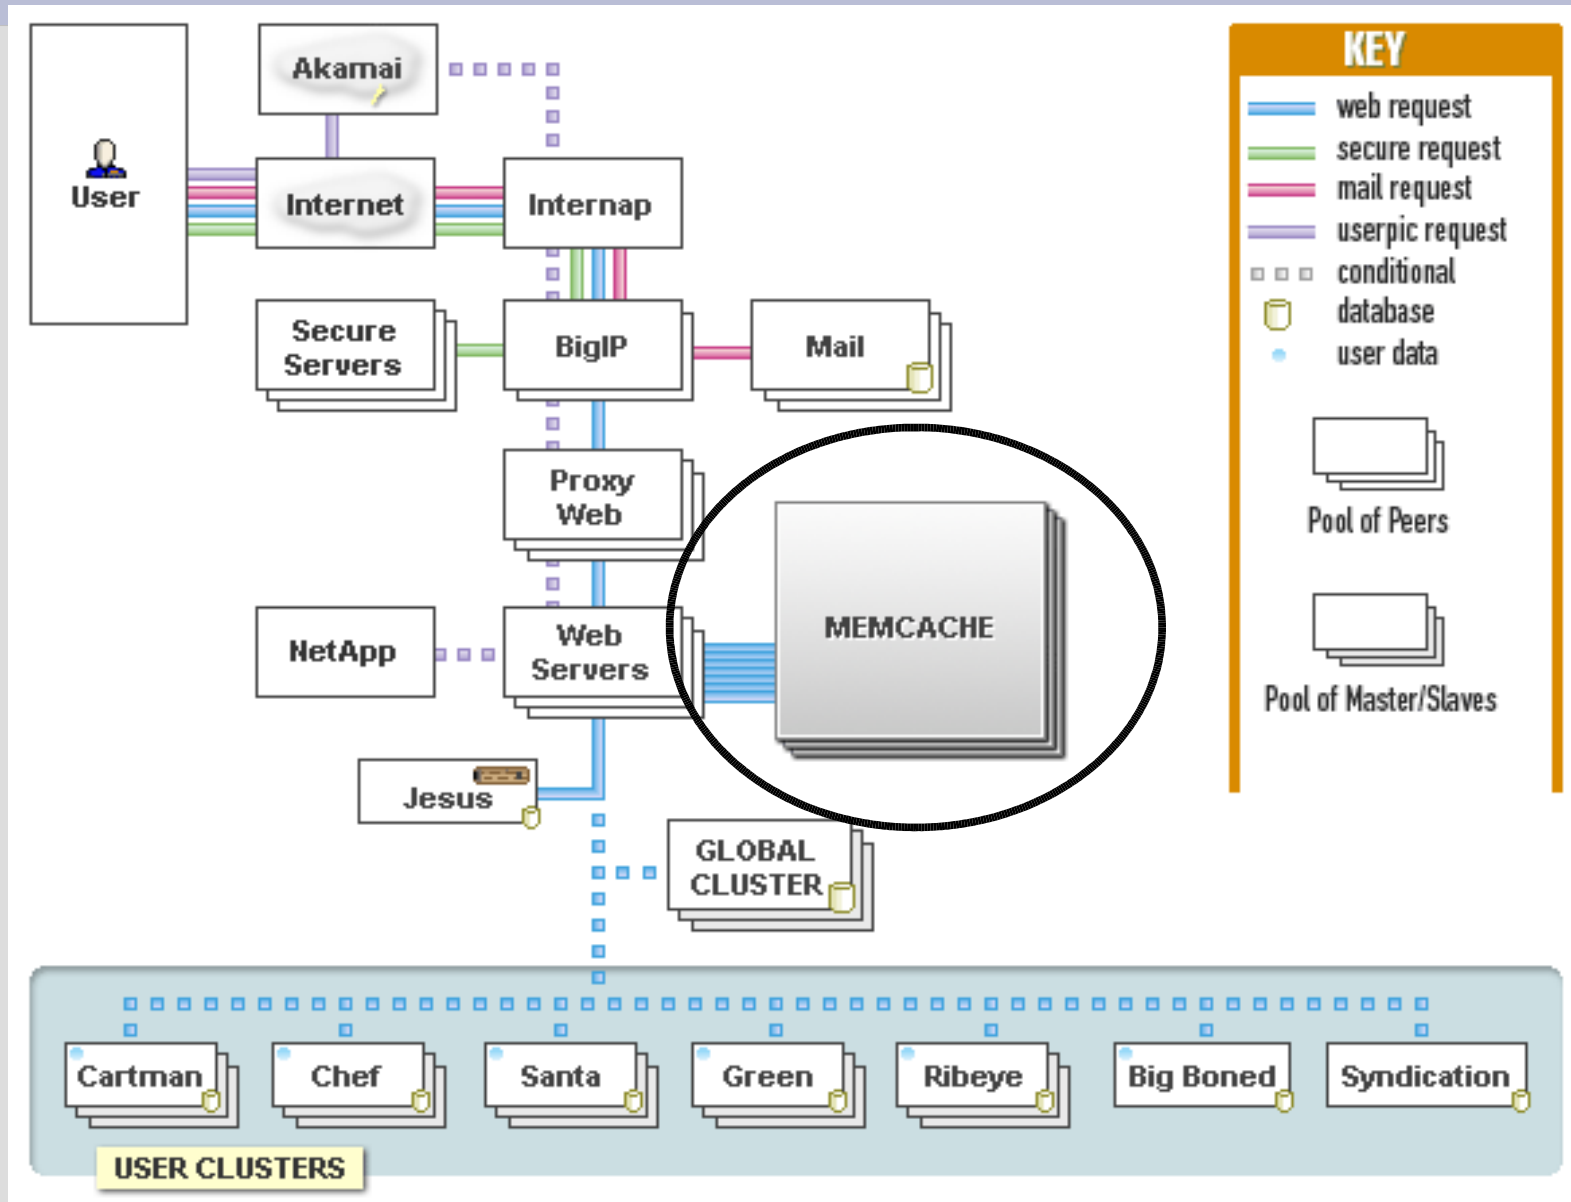 Akamai
User
Internet
Internap
Secure
Servers
BigIP
Mail
Proxy
Web
MEMCACHE
NetApp
Web
Servers
Jesus
GLOBAL
CLUSTER
Cartman
Chef
Santa
Green
Ribeye
Big Boned
Syndication
USER CLUSTERS
KEY
web request
secure request
mail request
userpic request
conditional
database
user data
Pool of Peers
Pool of Master/Slaves